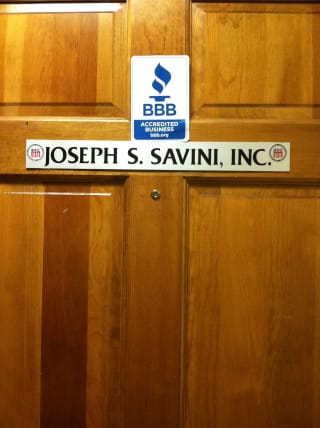 BBB
ACCREDITED
BUSINESS
bbb.org
JOSEPH S. SAVINI, INC.